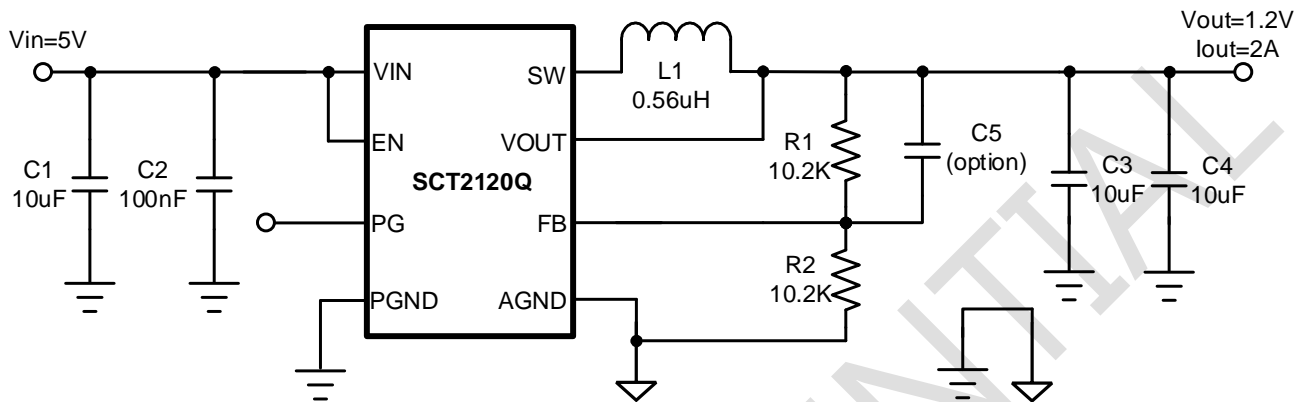 Vin=5V
Vout=1.2V
Iout=2A
VIN
SW
L1
0.56uH
EN
VOUT
C1
10uF
C2
100nF
SCT2120Q
R1
10.2K
C5
(option)
C3
10uF
C4
10uF
PG
FB
R2
10.2K
PGND
AGND
NTIAL